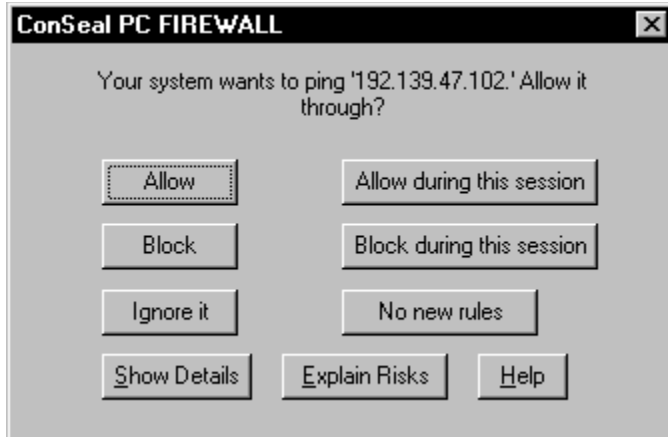 ConSeal PC FIREWALL
Your system wants to ping '192.139.47.102.' Allow it
through?
Allow
Allow during this session
Block
Block during this session
Ignore it
No new rules
Show Details
Explain Risks
Help